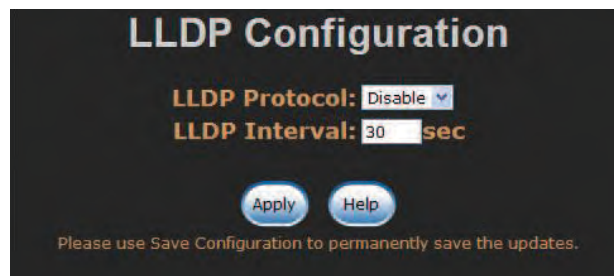 LLDP Configuration
LLDP Protocol: Disable
LLDP Interval: 30 sec
Apply Help
Please use Save Configuration to permanently save the updates.